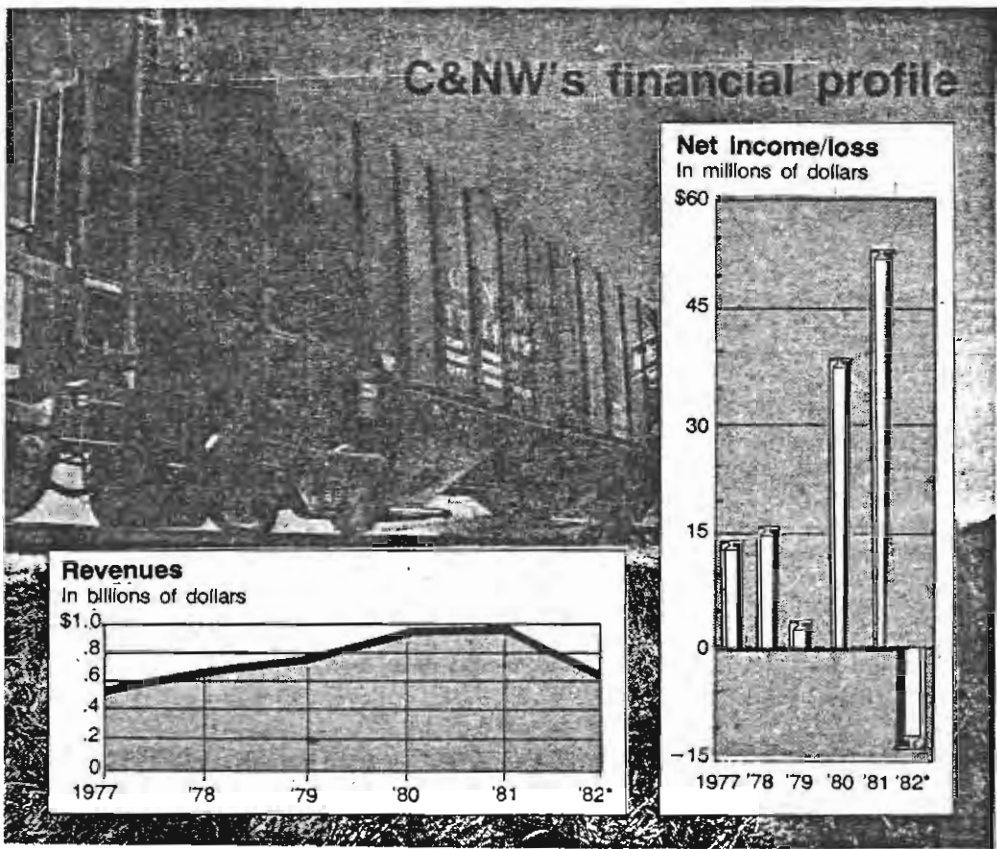 C&NW's financial profile
Net Income/loss
In millions of dollars
$60
45
30
15
0
−15
1977 '78 '79 '80 '81 '82*
Revenues
In billions of dollars
$1.0
.8
.6
.4
.2
0
1977 '78 '79 '80 '81 '82*